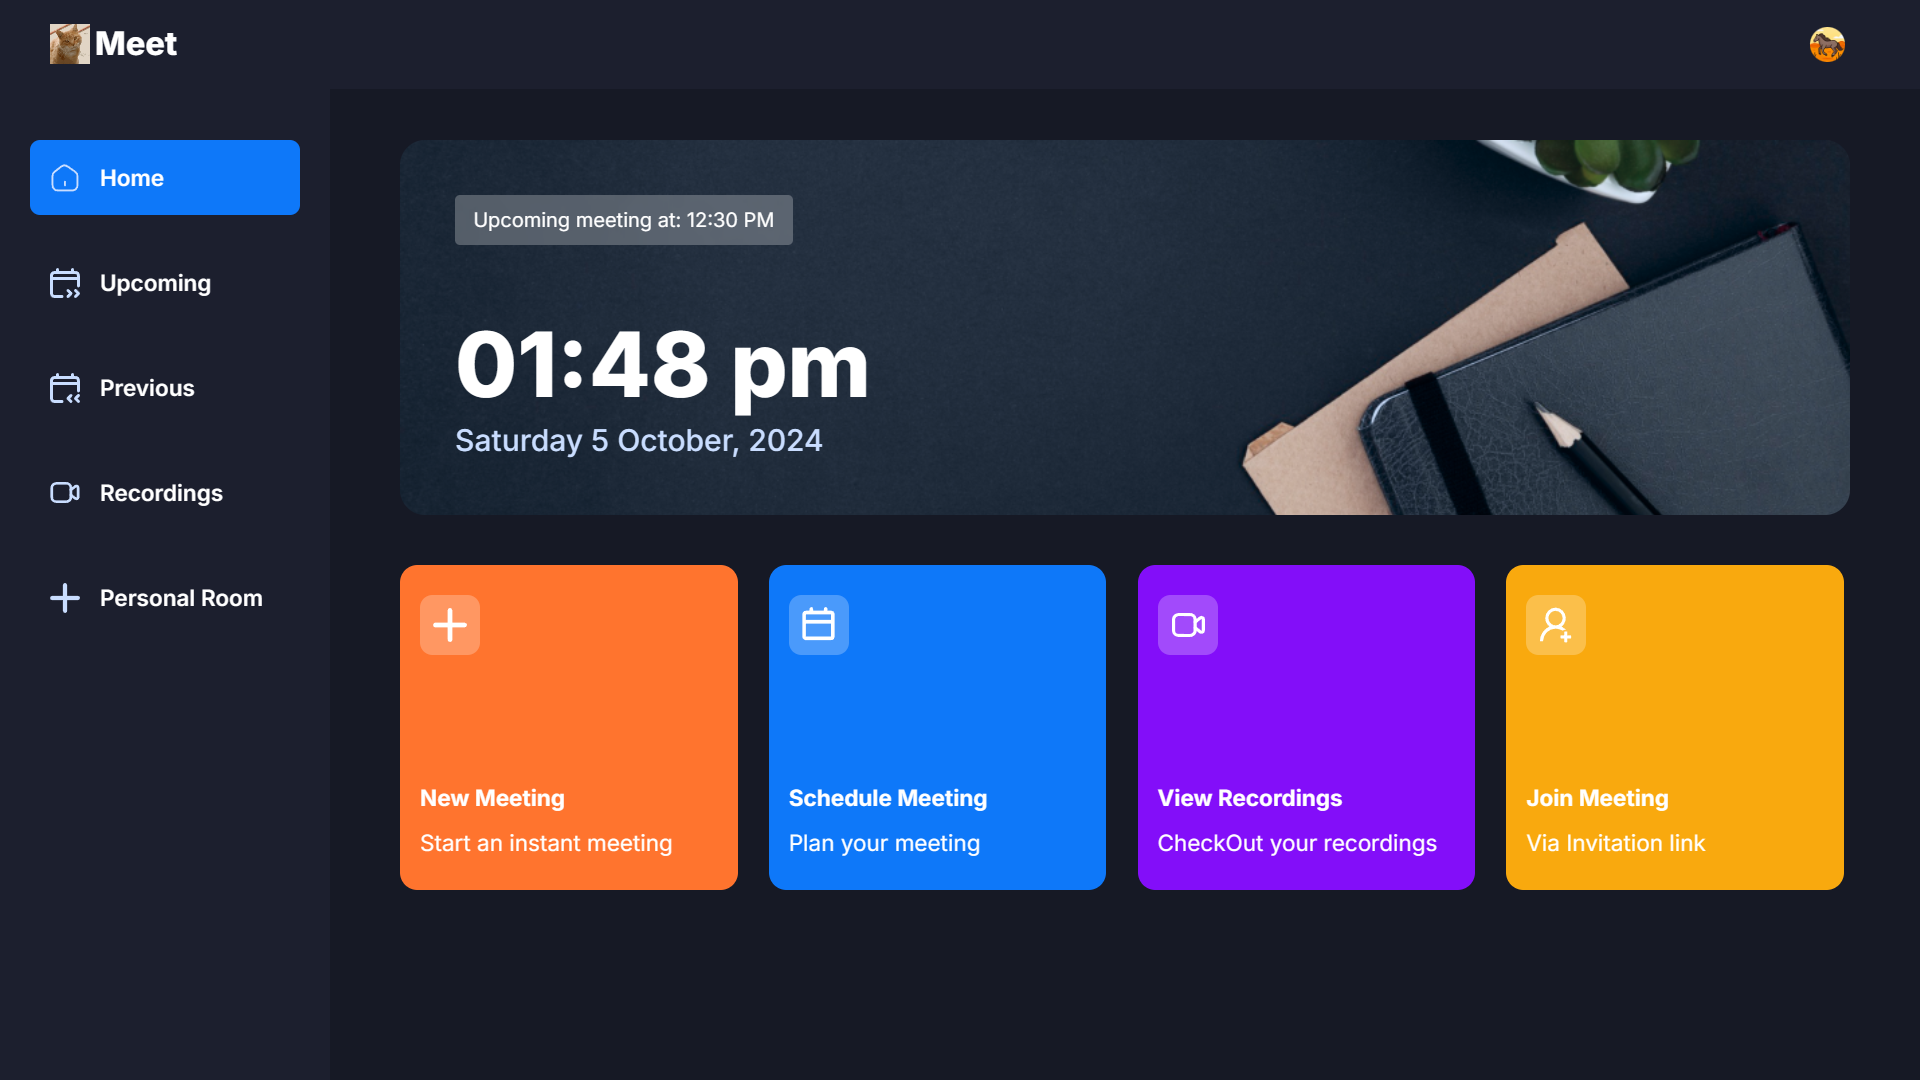 Meet
Home
Upcoming
Previous
Recordings
Personal Room
Upcoming meeting at: 12:30 PM
01:48 pm
Saturday 5 October, 2024
New Meeting
Start an instant meeting
Schedule Meeting
Plan your meeting
View Recordings
CheckOut your recordings
Join Meeting
Via Invitation link